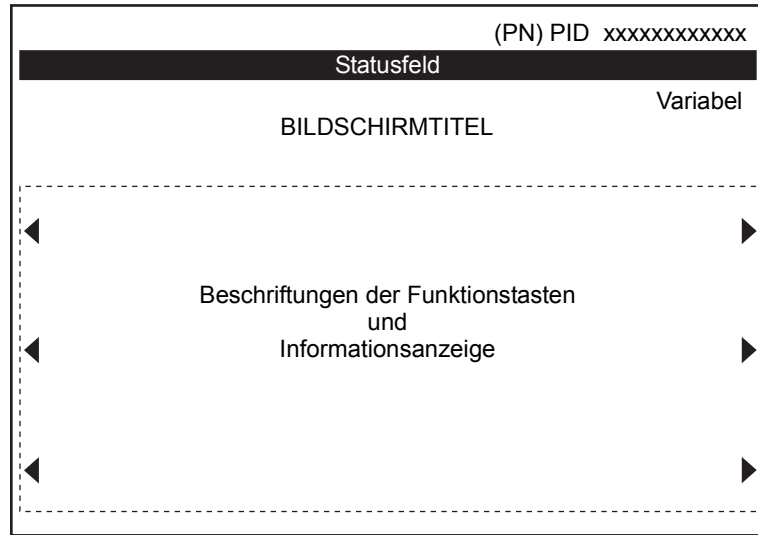 (PN) PID xxxxxxxxxxxx
Statusfeld
Variabel
BILDSCHIRMTITEL
Beschriftungen der Funktionstasten
und
Informationsanzeige